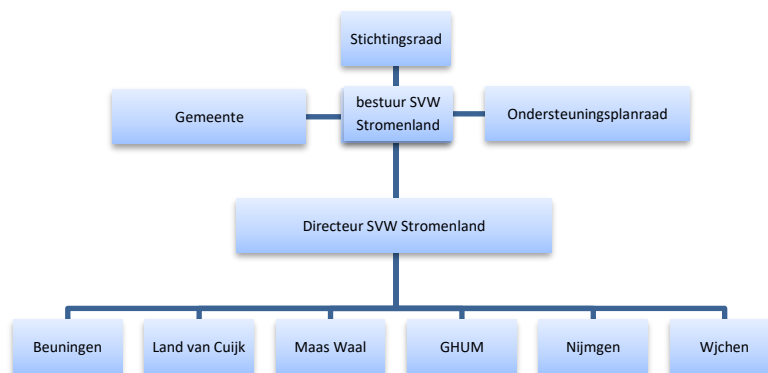 Stichtingsraad
Gemeente
bestuur SVW
Stromenland
Ondersteuningsplanraad
Directeur SVW Stromenland
Beuningen
Land van Cuijk
Maas Waal
GHUM
Nijmgen
Wjchen